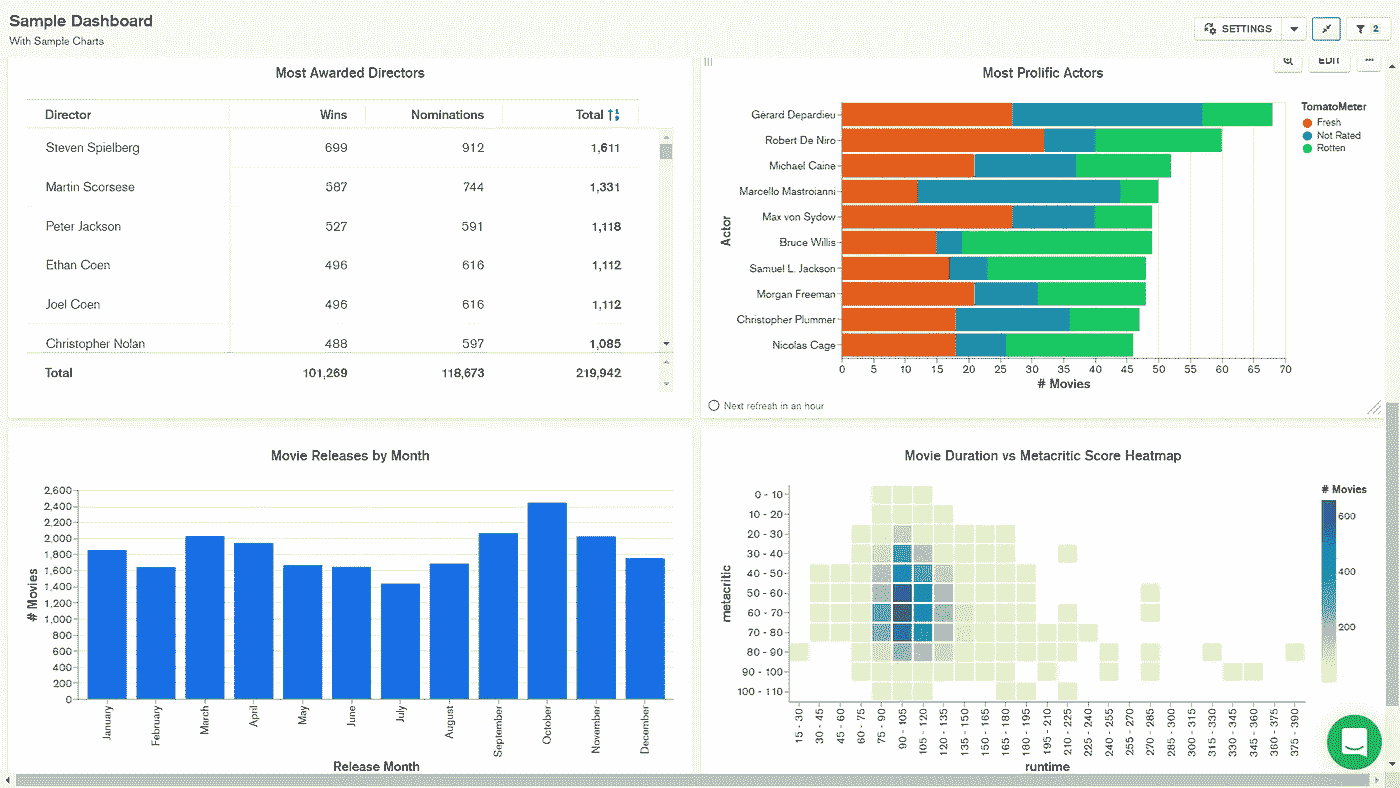 Sample Dashboard
With Sample Charts
SETTINGS
2
Most Awarded Directors
Director Wins Nominations Total
Steven Spielberg 699 912 1,611
Martin Scorsese 587 744 1,331
Peter Jackson 527 591 1,118
Ethan Coen 496 616 1,112
Joel Coen 496 616 1,112
Christopher Nolan 488 597 1,085
Total 101,269 118,673 219,942
EDIT
Most Prolific Actors
Actor
Gérard Depardieu
Robert De Niro
Michael Caine
Marcello Mastroianni
Max von Sydow
Bruce Willis
Samuel L. Jackson
Morgan Freeman
Christopher Plummer
Nicolas Cage
0 5 10 15 20 25 30 35 40 45 50 55 60 65 70
# Movies
TomatoMeter
Fresh
Not Rated
Rotten
Next refresh in an hour
Movie Releases by Month
# Movies
2,600
2,400
2,200
2,000
1,800
1,600
1,400
1,200
1,000
800
600
400
200
0
January February March April May June July August September October November December
Release Month
Movie Duration vs Metacritic Score Heatmap
metacritic
0 - 10
10 - 20
20 - 30
30 - 40
40 - 50
50 - 60
60 - 70
70 - 80
80 - 90
90 - 100
100 - 110
15 - 30 30 - 45 45 - 60 60 - 75 75 - 90 90 - 105 105 - 120 120 - 135 135 - 150 150 - 165 165 - 180 180 - 195 195 - 210 210 - 225 225 - 240 240 - 255 255 - 270 270 - 285 285 - 300 300 - 315 315 - 330 330 - 345 345 - 360 360 - 375 375 - 390
runtime
# Movies
600
400
200